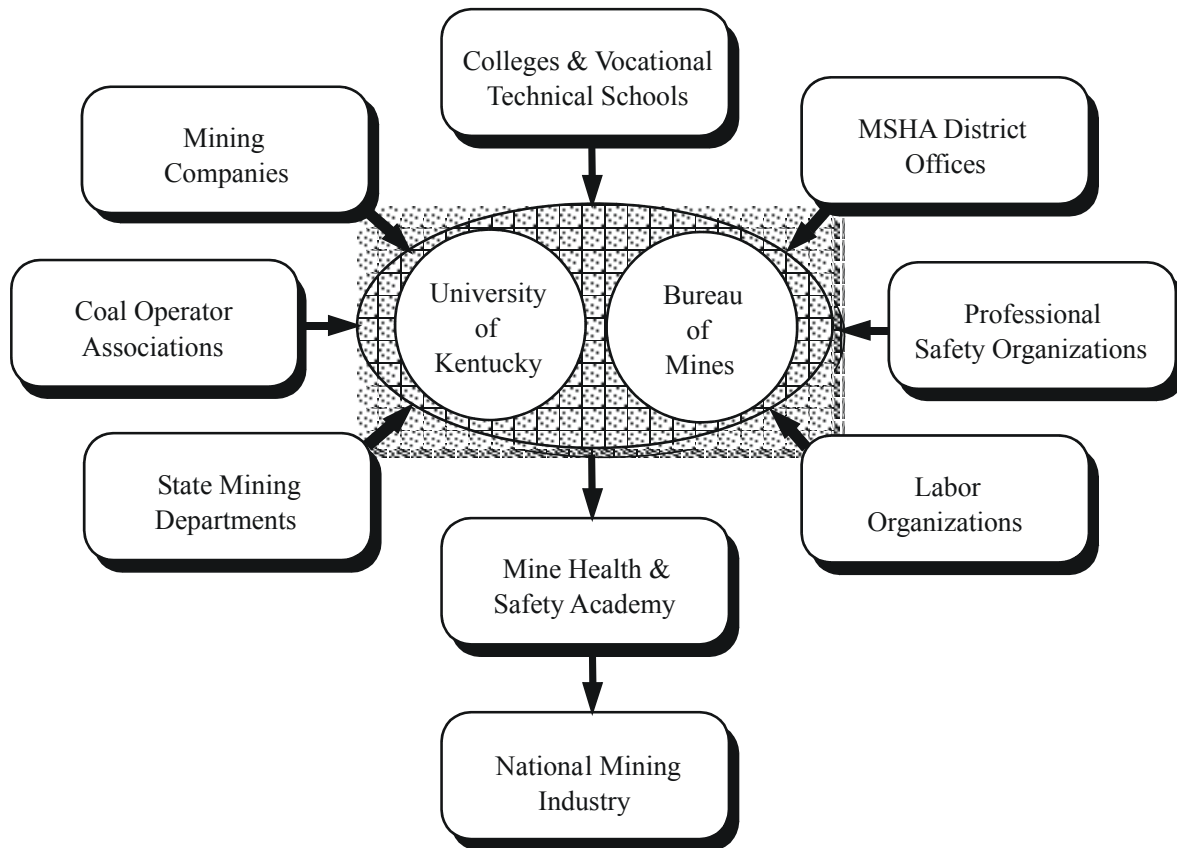 Colleges & Vocational
Technical Schools
Mining
Companies
MSHA District
Offices
Coal Operator
Associations
University
of
Kentucky
Bureau
of
Mines
Professional
Safety Organizations
State Mining
Departments
Labor
Organizations
Mine Health &
Safety Academy
National Mining
Industry